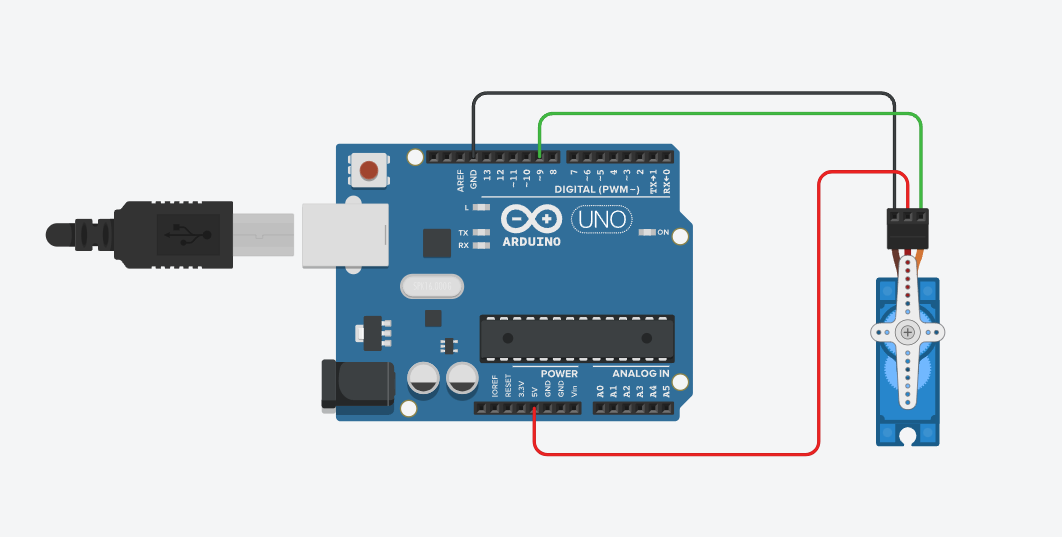 AREF
GND
13
12
~11
~10
~9
8
7
~6
~5
4
~3
2
TX→1
RX←0
DIGITAL (PWM~)
L
TX
RX
ARDUINO
UNO
ON
POWER
ANALOG IN
IOREF
RESET
3.3V
5V
GND
GND
Vin
A0
A1
A2
A3
A4
A5